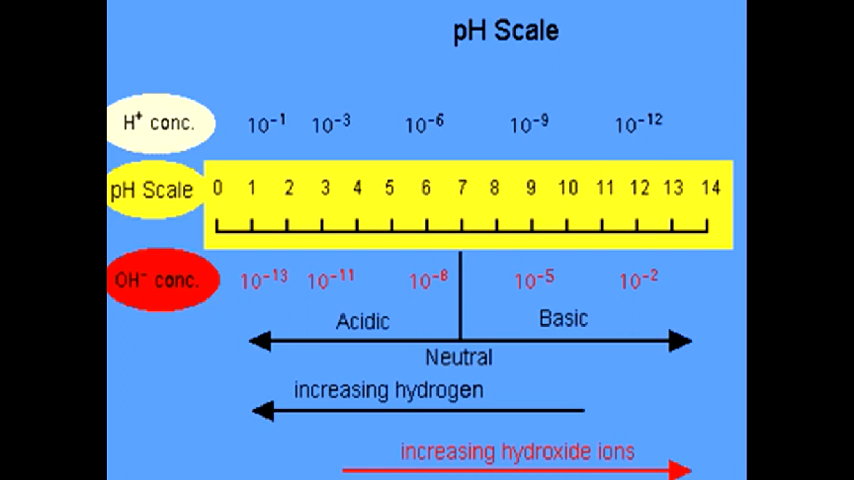 pH Scale
H⁺ conc. 10⁻¹ 10⁻³ 10⁻⁶ 10⁻⁹ 10⁻¹²
pH Scale 0 1 2 3 4 5 6 7 8 9 10 11 12 13 14
OH⁻ conc. 10⁻¹³ 10⁻¹¹ 10⁻⁸ 10⁻⁵ 10⁻²
Acidic Basic
Neutral
increasing hydrogen
increasing hydroxide ions